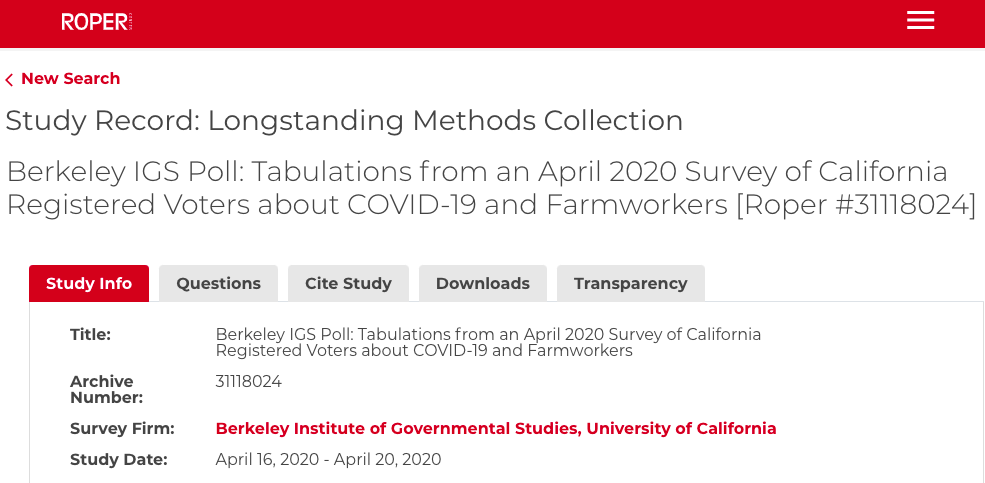 ROPER
New Search
Study Record: Longstanding Methods Collection
Berkeley IGS Poll: Tabulations from an April 2020 Survey of California
Registered Voters about COVID-19 and Farmworkers [Roper #31118024]
Study Info Questions Cite Study Downloads Transparency
Title: Berkeley IGS Poll: Tabulations from an April 2020 Survey of California
Registered Voters about COVID-19 and Farmworkers
Archive 31118024
Number:
Survey Firm: Berkeley Institute of Governmental Studies, University of California
Study Date: April 16, 2020 - April 20, 2020